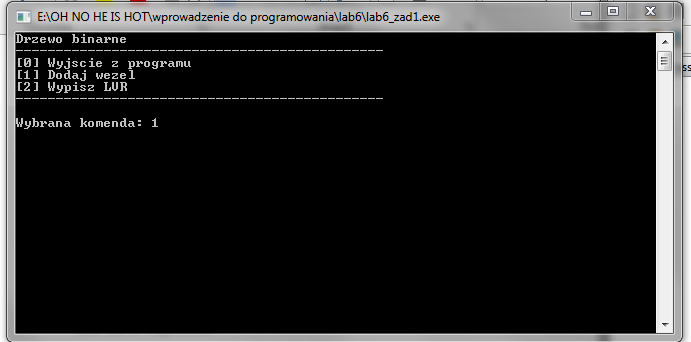 E:\OH NO HE IS HOT\wprowadzenie do programowania\lab6\lab6_zad1.exe
Drzewo binarne
----------------------------------------------
[0] Wyjscie z programu
[1] Dodaj wezel
[2] Wypisz LVR
----------------------------------------------
Wybrana komenda: 1
ss